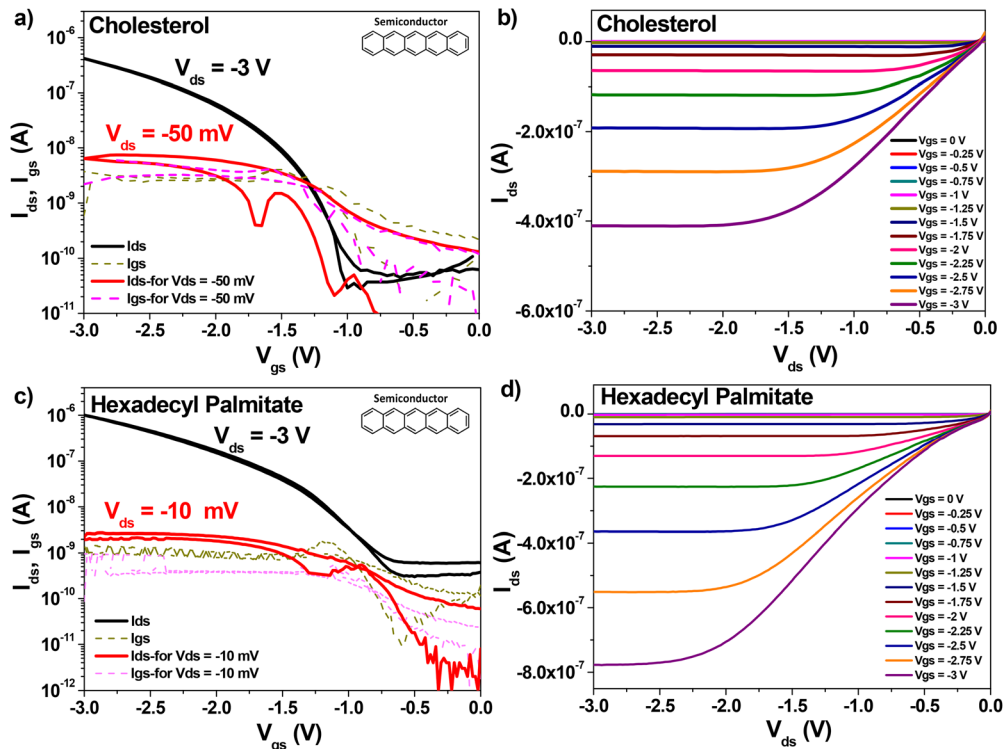 a)
Cholesterol
Semiconductor
V_ds = -3 V
V_ds = -50 mV
I_ds, I_gs (A)
10^-6
10^-7
10^-8
10^-9
10^-10
10^-11
Ids
Igs
Ids-for Vds = -50 mV
Igs-for Vds = -50 mV
-3.0 -2.5 -2.0 -1.5 -1.0 -0.5 0.0
V_gs (V)
b)
Cholesterol
I_ds (A)
0.0
-2.0x10^-7
-4.0x10^-7
-6.0x10^-7
Vgs = 0 V
Vgs = -0.25 V
Vgs = -0.5 V
Vgs = -0.75 V
Vgs = -1 V
Vgs = -1.25 V
Vgs = -1.5 V
Vgs = -1.75 V
Vgs = -2 V
Vgs = -2.25 V
Vgs = -2.5 V
Vgs = -2.75 V
Vgs = -3 V
-3.0 -2.5 -2.0 -1.5 -1.0 -0.5 0.0
V_ds (V)
c)
Hexadecyl Palmitate
Semiconductor
V_ds = -3 V
V_ds = -10 mV
I_ds, I_gs (A)
10^-6
10^-7
10^-8
10^-9
10^-10
10^-11
10^-12
Ids
Igs
Ids-for Vds = -10 mV
Igs-for Vds = -10 mV
-3.0 -2.5 -2.0 -1.5 -1.0 -0.5 0.0
V_gs (V)
d)
Hexadecyl Palmitate
I_ds (A)
0.0
-2.0x10^-7
-4.0x10^-7
-6.0x10^-7
-8.0x10^-7
Vgs = 0 V
Vgs = -0.25 V
Vgs = -0.5 V
Vgs = -0.75 V
Vgs = -1 V
Vgs = -1.25 V
Vgs = -1.5 V
Vgs = -1.75 V
Vgs = -2 V
Vgs = -2.25 V
Vgs = -2.5 V
Vgs = -2.75 V
Vgs = -3 V
-3.0 -2.5 -2.0 -1.5 -1.0 -0.5 0.0
V_ds (V)